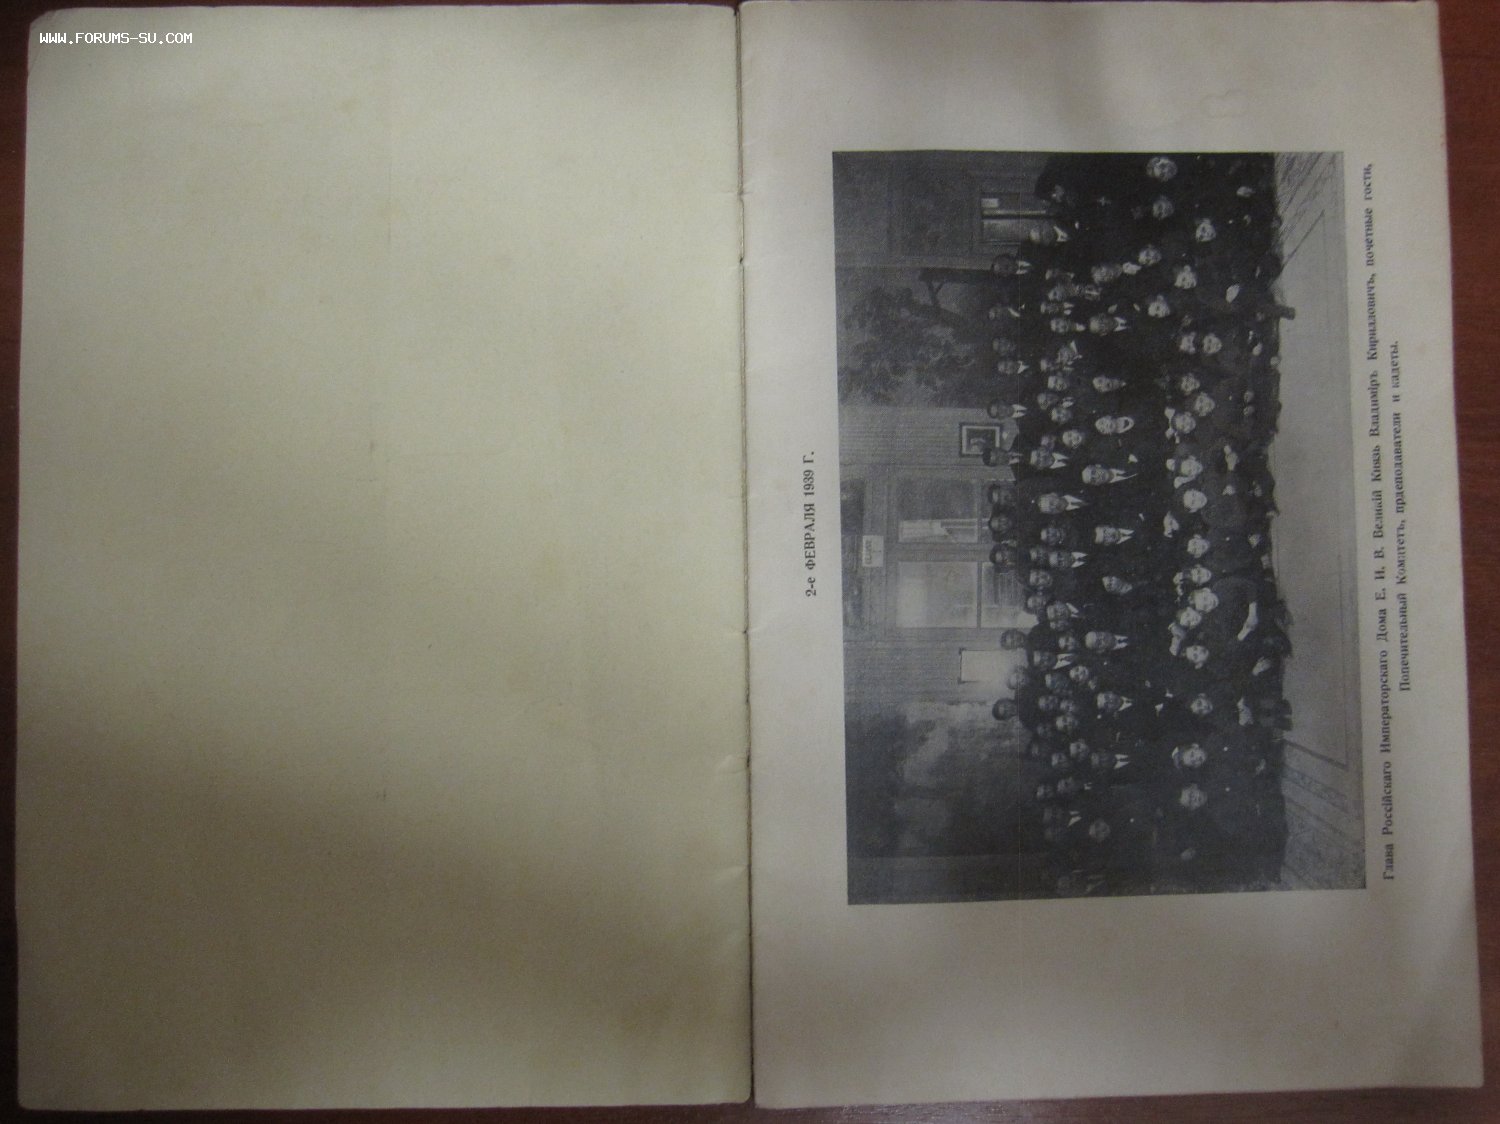 WWW.FORUMS-SU.COM
2-е ФЕВРАЛЯ 1939 Г.
Глава Россійскаго Императорскаго Дома Е. И. В. Великій Князь Владиміръ Кирилловичъ, почетные гости,
Попечительный Комитетъ, прдеподаватели и кадеты.